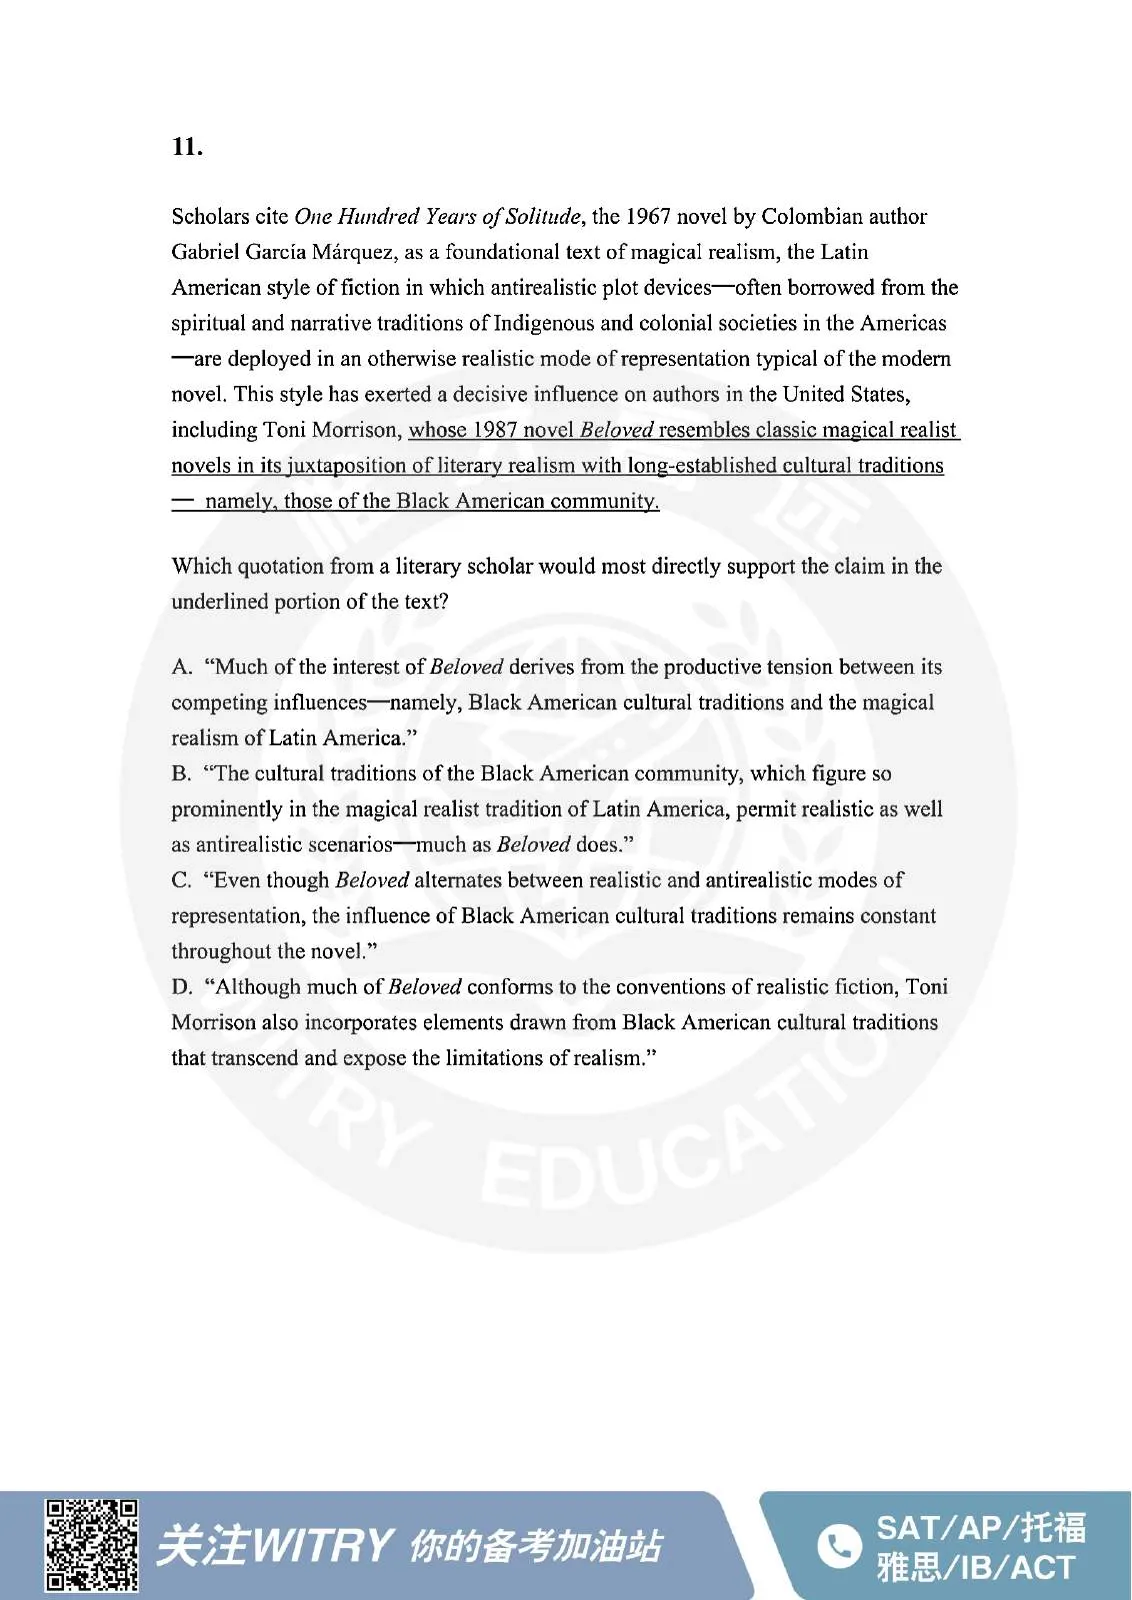 11.
Scholars cite One Hundred Years of Solitude, the 1967 novel by Colombian author
Gabriel García Márquez, as a foundational text of magical realism, the Latin
American style of fiction in which antirealistic plot devices—often borrowed from the
spiritual and narrative traditions of Indigenous and colonial societies in the Americas
—are deployed in an otherwise realistic mode of representation typical of the modern
novel. This style has exerted a decisive influence on authors in the United States,
including Toni Morrison, whose 1987 novel Beloved resembles classic magical realist
novels in its juxtaposition of literary realism with long-established cultural traditions
— namely, those of the Black American community.
Which quotation from a literary scholar would most directly support the claim in the
underlined portion of the text?
A. “Much of the interest of Beloved derives from the productive tension between its
competing influences—namely, Black American cultural traditions and the magical
realism of Latin America.”
B. “The cultural traditions of the Black American community, which figure so
prominently in the magical realist tradition of Latin America, permit realistic as well
as antirealistic scenarios—much as Beloved does.”
C. “Even though Beloved alternates between realistic and antirealistic modes of
representation, the influence of Black American cultural traditions remains constant
throughout the novel.”
D. “Although much of Beloved conforms to the conventions of realistic fiction, Toni
Morrison also incorporates elements drawn from Black American cultural traditions
that transcend and expose the limitations of realism.”
WITRY EDUCATION
关注WITRY 你的备考加油站
SAT/AP/托福
雅思/IB/ACT